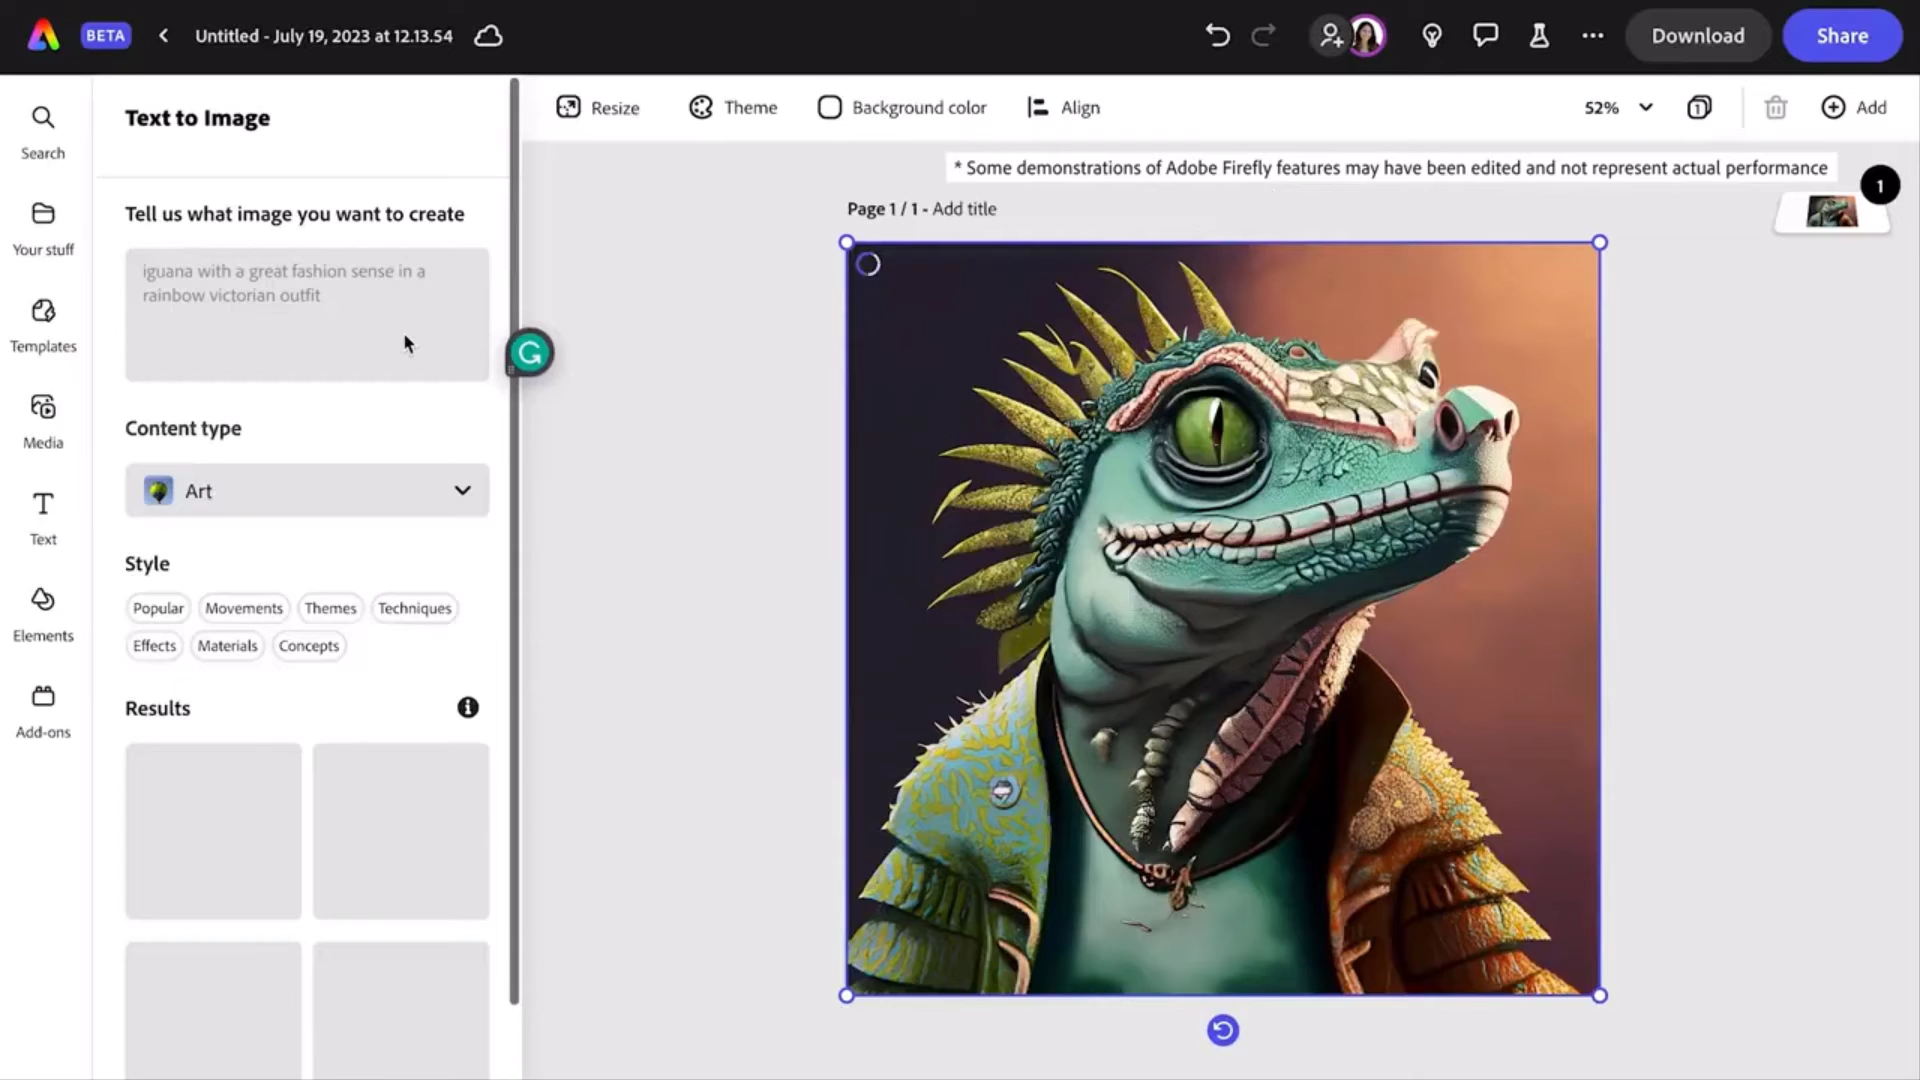 BETA
Untitled - July 19, 2023 at 12.13.54
Download
Share
Search
Your stuff
Templates
Media
Text
Elements
Add-ons
Text to Image
Tell us what image you want to create
iguana with a great fashion sense in a
rainbow victorian outfit
Content type
Art
Style
Popular
Movements
Themes
Techniques
Effects
Materials
Concepts
Results
Resize
Theme
Background color
Align
52%
1
Add
* Some demonstrations of Adobe Firefly features may have been edited and not represent actual performance
1
Page 1 / 1 - Add title